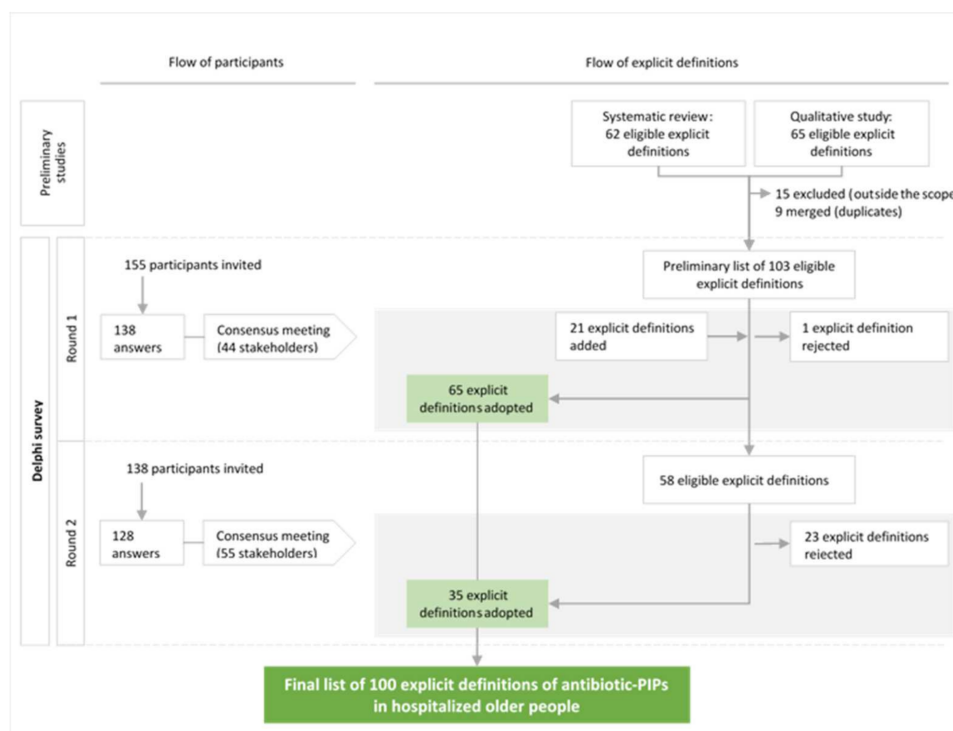 Flow of participants
Flow of explicit definitions
Preliminary
studies
Systematic review:
62 eligible explicit
definitions
Qualitative study:
65 eligible explicit
definitions
15 excluded (outside the scope
9 merged (duplicates)
Delphi survey
Round 1
155 participants invited
138
answers
Consensus meeting
(44 stakeholders)
Preliminary list of 103 eligible
explicit definitions
21 explicit definitions
added
1 explicit definition
rejected
65 explicit
definitions adopted
Round 2
138 participants invited
128
answers
Consensus meeting
(55 stakeholders)
58 eligible explicit definitions
23 explicit definitions
rejected
35 explicit
definitions adopted
Final list of 100 explicit definitions of antibiotic-PIPs
in hospitalized older people